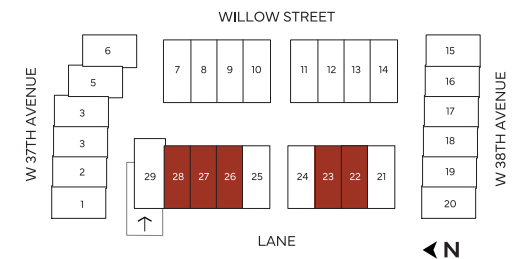 WILLOW STREET
W 37TH AVENUE
6
5
3
3
2
1
7 8 9 10
11 12 13 14
15
16
17
18
19
20
W 38TH AVENUE
29 28 27 26 25
24 23 22 21
LANE
N